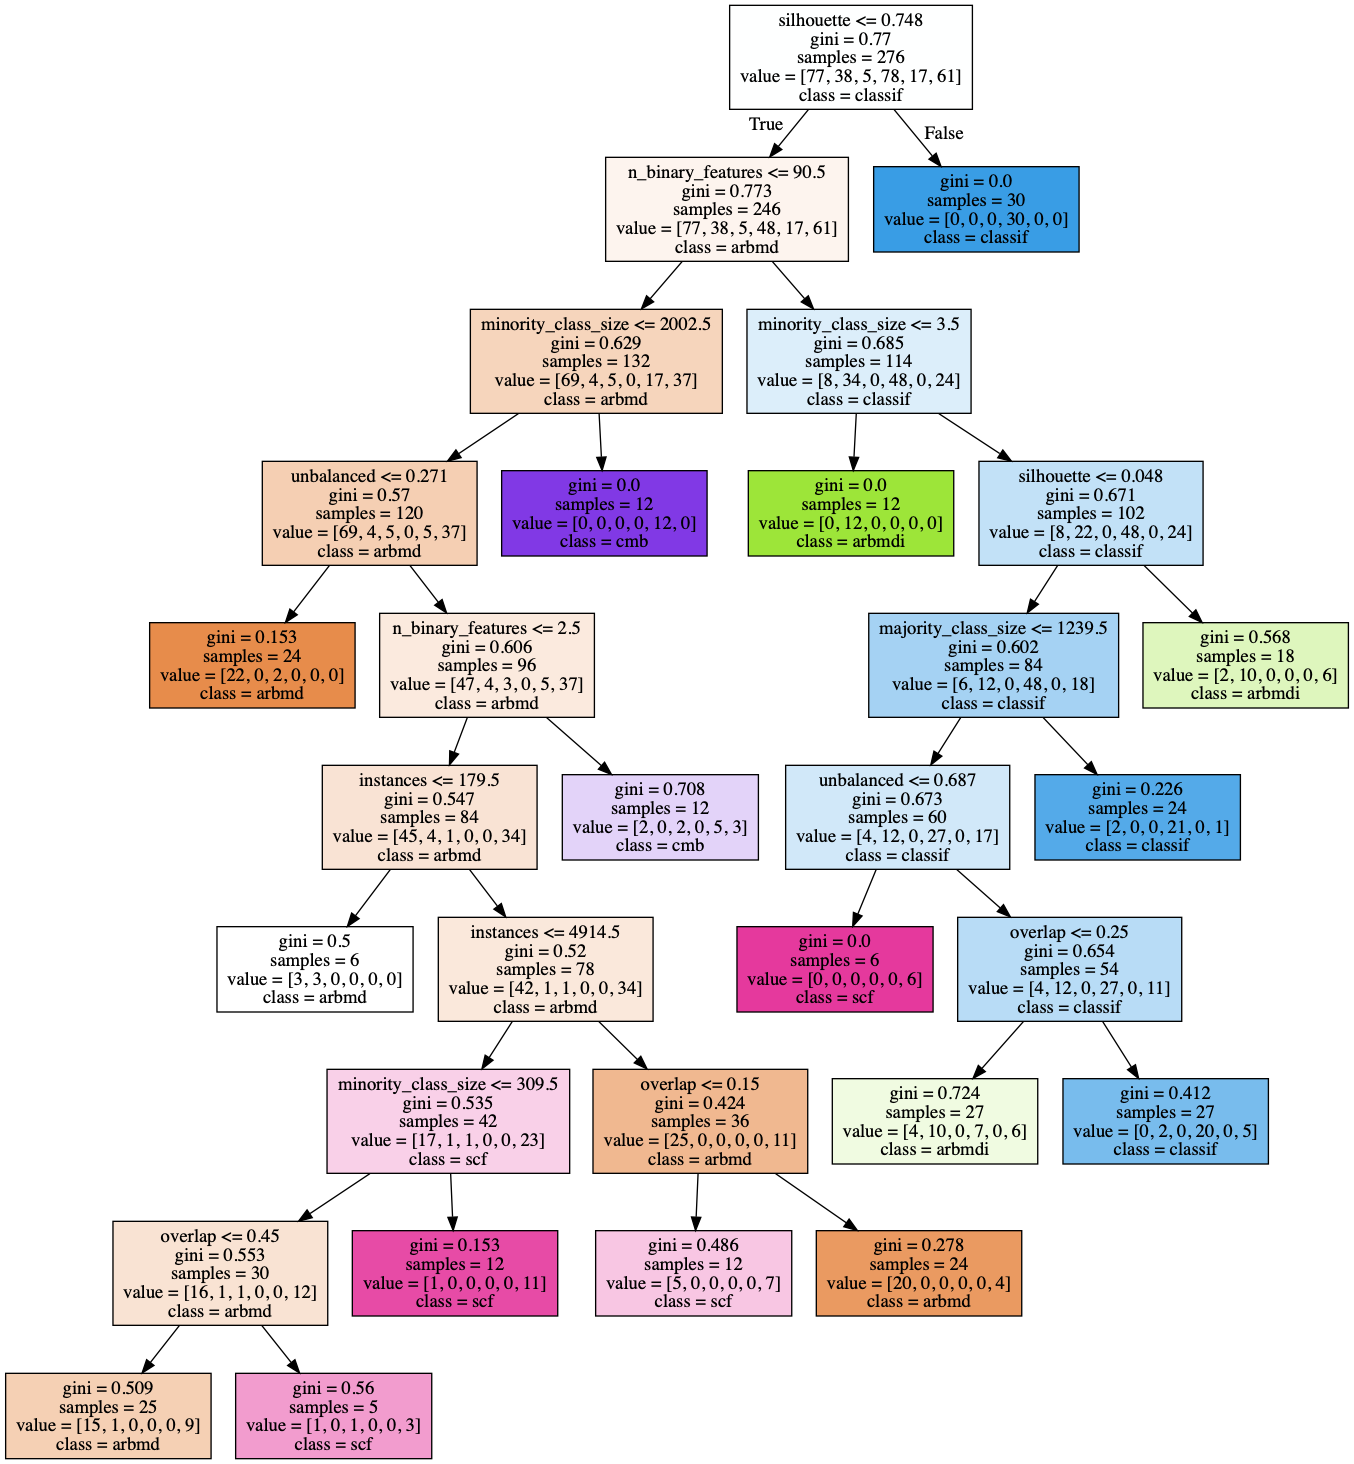 silhouette <= 0.748
gini = 0.77
samples = 276
value = [77, 38, 5, 78, 17, 61]
class = classif
True
False
n_binary_features <= 90.5
gini = 0.773
samples = 246
value = [77, 38, 5, 48, 17, 61]
class = arbmd
gini = 0.0
samples = 30
value = [0, 0, 0, 30, 0, 0]
class = classif
minority_class_size <= 2002.5
gini = 0.629
samples = 132
value = [69, 4, 5, 0, 17, 37]
class = arbmd
minority_class_size <= 3.5
gini = 0.685
samples = 114
value = [8, 34, 0, 48, 0, 24]
class = classif
unbalanced <= 0.271
gini = 0.57
samples = 120
value = [69, 4, 5, 0, 5, 37]
class = arbmd
gini = 0.0
samples = 12
value = [0, 0, 0, 0, 12, 0]
class = cmb
gini = 0.0
samples = 12
value = [0, 12, 0, 0, 0, 0]
class = arbmdi
silhouette <= 0.048
gini = 0.671
samples = 102
value = [8, 22, 0, 48, 0, 24]
class = classif
gini = 0.153
samples = 24
value = [22, 0, 2, 0, 0, 0]
class = arbmd
n_binary_features <= 2.5
gini = 0.606
samples = 96
value = [47, 4, 3, 0, 5, 37]
class = arbmd
majority_class_size <= 1239.5
gini = 0.602
samples = 84
value = [6, 12, 0, 48, 0, 18]
class = classif
gini = 0.568
samples = 18
value = [2, 10, 0, 0, 0, 6]
class = arbmdi
instances <= 179.5
gini = 0.547
samples = 84
value = [45, 4, 1, 0, 0, 34]
class = arbmd
gini = 0.708
samples = 12
value = [2, 0, 2, 0, 5, 3]
class = cmb
unbalanced <= 0.687
gini = 0.673
samples = 60
value = [4, 12, 0, 27, 0, 17]
class = classif
gini = 0.226
samples = 24
value = [2, 0, 0, 21, 0, 1]
class = classif
gini = 0.5
samples = 6
value = [3, 3, 0, 0, 0, 0]
class = arbmd
instances <= 4914.5
gini = 0.52
samples = 78
value = [42, 1, 1, 0, 0, 34]
class = arbmd
gini = 0.0
samples = 6
value = [0, 0, 0, 0, 0, 6]
class = scf
overlap <= 0.25
gini = 0.654
samples = 54
value = [4, 12, 0, 27, 0, 11]
class = classif
minority_class_size <= 309.5
gini = 0.535
samples = 42
value = [17, 1, 1, 0, 0, 23]
class = scf
overlap <= 0.15
gini = 0.424
samples = 36
value = [25, 0, 0, 0, 0, 11]
class = arbmd
gini = 0.724
samples = 27
value = [4, 10, 0, 7, 0, 6]
class = arbmdi
gini = 0.412
samples = 27
value = [0, 2, 0, 20, 0, 5]
class = classif
overlap <= 0.45
gini = 0.553
samples = 30
value = [16, 1, 1, 0, 0, 12]
class = arbmd
gini = 0.153
samples = 12
value = [1, 0, 0, 0, 0, 11]
class = scf
gini = 0.486
samples = 12
value = [5, 0, 0, 0, 0, 7]
class = scf
gini = 0.278
samples = 24
value = [20, 0, 0, 0, 0, 4]
class = arbmd
gini = 0.509
samples = 25
value = [15, 1, 0, 0, 0, 9]
class = arbmd
gini = 0.56
samples = 5
value = [1, 0, 1, 0, 0, 3]
class = scf